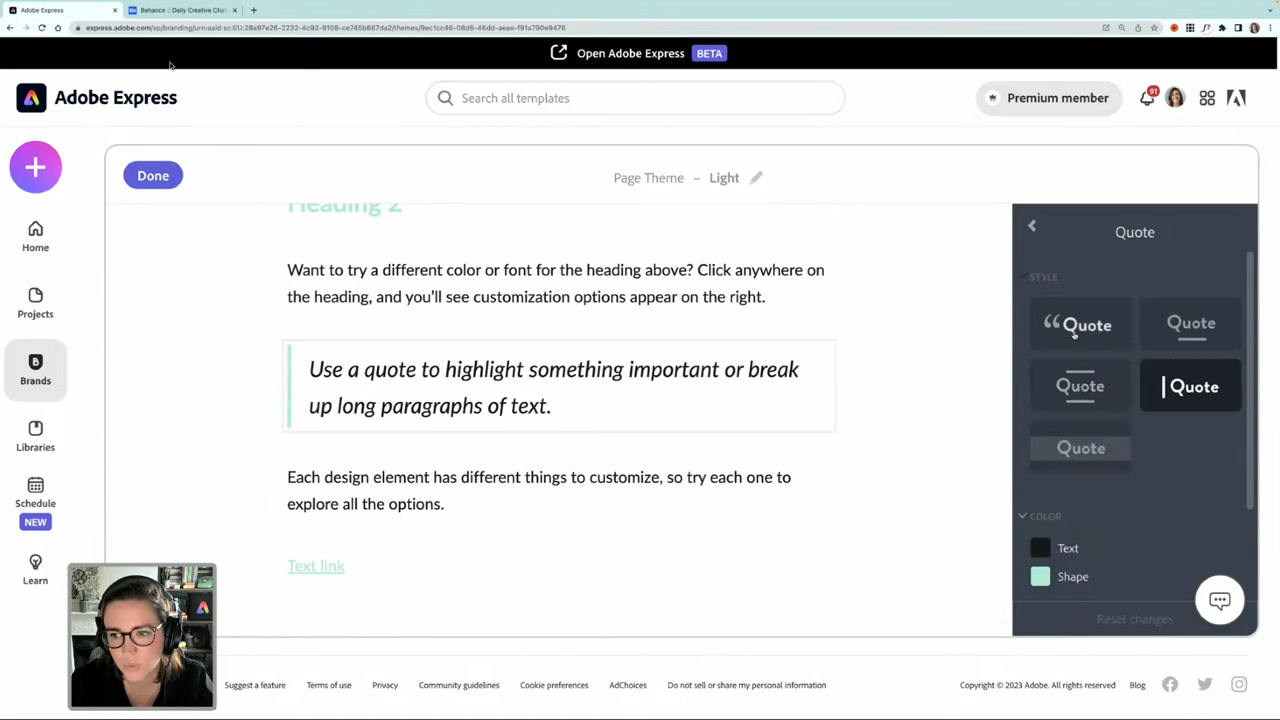 Adobe Express
Behance :: Daily Creative Chal
express.adobe.com/sp/branding/urn:aaid:sc:EU:28a97e26-2232-4c92-9108-ce745b867da2/themes/9ec1cc46-08d6-46dd-aeae-f91a790e9476
Open Adobe Express BETA
Adobe Express
Search all templates
Premium member
91
Done
Page Theme – Light
Home
Projects
Brands
Libraries
Schedule
NEW
Learn
Heading 2
Want to try a different color or font for the heading above? Click anywhere on
the heading, and you’ll see customization options appear on the right.
Use a quote to highlight something important or break
up long paragraphs of text.
Each design element has different things to customize, so try each one to
explore all the options.
Text link
Quote
STYLE
“Quote
Quote
Quote
|Quote
Quote
COLOR
Text
Shape
Reset changes
Suggest a feature
Terms of use
Privacy
Community guidelines
Cookie preferences
AdChoices
Do not sell or share my personal information
Copyright © 2023 Adobe. All rights reserved
Blog